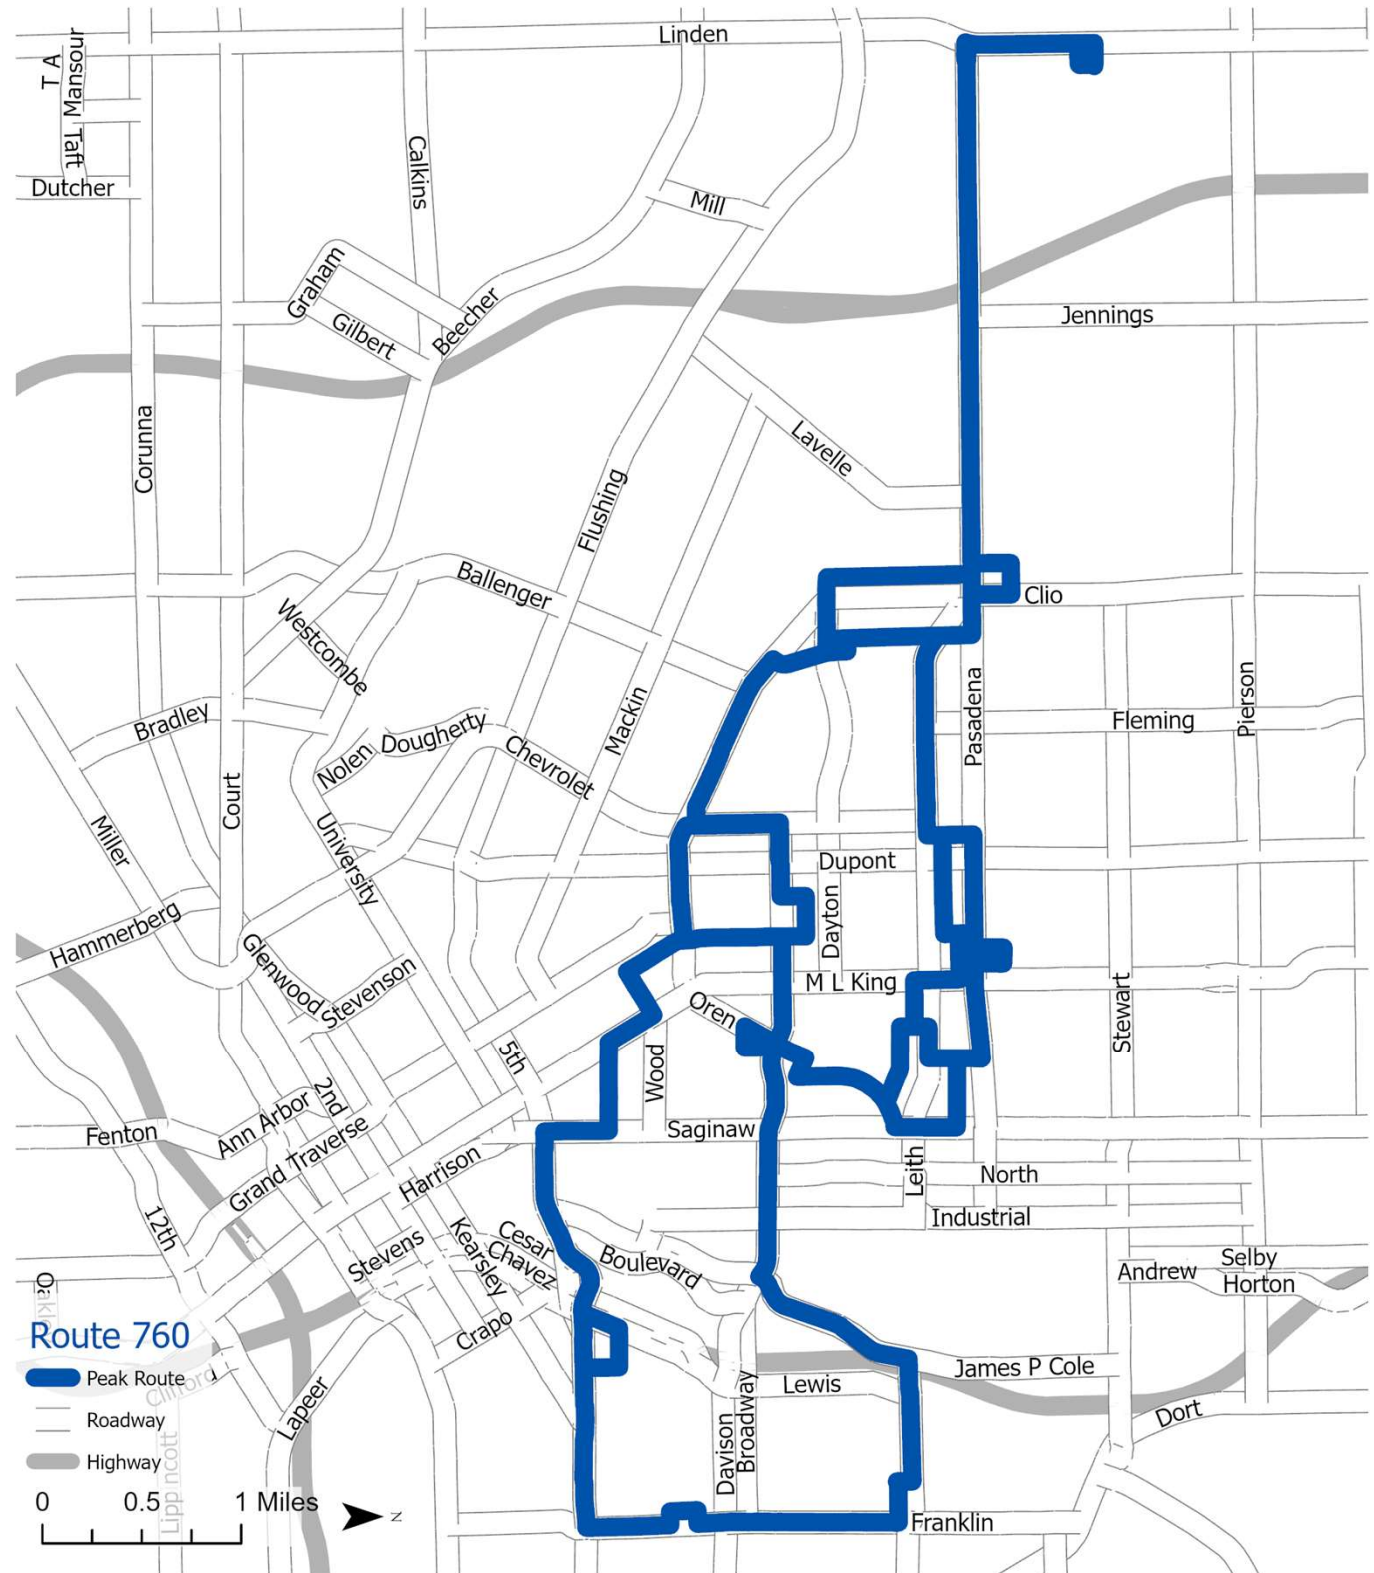 Linden
T A
Mansour
Taft
Dutcher
Calkins
Mill
Graham
Gilbert
Beecher
Jennings
Corunna
Lavelle
Flushing
Ballenger
Clio
Westcombe
Bradley
Nolen
Dougherty
Chevrolet
Mackin
Pasadena
Fleming
Pierson
Miller
Court
University
Dupont
Dayton
Hammerberg
Glenwood
Stevenson
M L King
Oren
Stewart
5th
Wood
2nd
Ann Arbor
Fenton
Grand Traverse
Saginaw
Harrison
Leith
North
Industrial
12th
Stevens
Kearsley
Cesar
Chavez
Boulevard
Selby
Andrew
Horton
Crapo
James P Cole
Lewis
Davison
Broadway
Dort
Franklin
Lapeer
Clifford
Lippincott
Route 760
Peak Route
Roadway
Highway
0 0.5 1 Miles
N